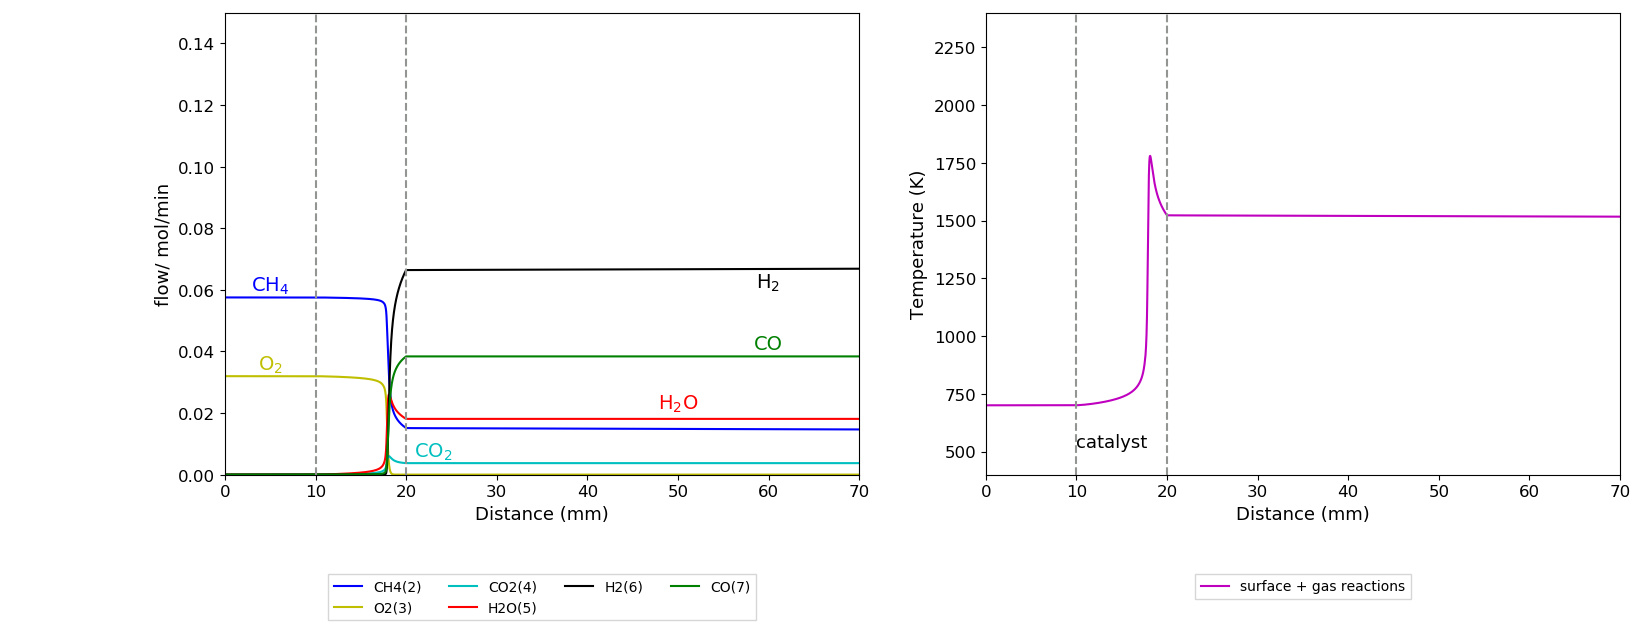 0.14
0.12
0.10
0.08
0.06
0.04
0.02
0.00
flow/ mol/min
CH4
O2
H2
CO
H2O
CO2
0 10 20 30 40 50 60 70
Distance (mm)
CH4(2) CO2(4) H2(6) CO(7)
O2(3) H2O(5)
2250
2000
1750
1500
1250
1000
750
500
Temperature (K)
catalyst
0 10 20 30 40 50 60 70
Distance (mm)
surface + gas reactions